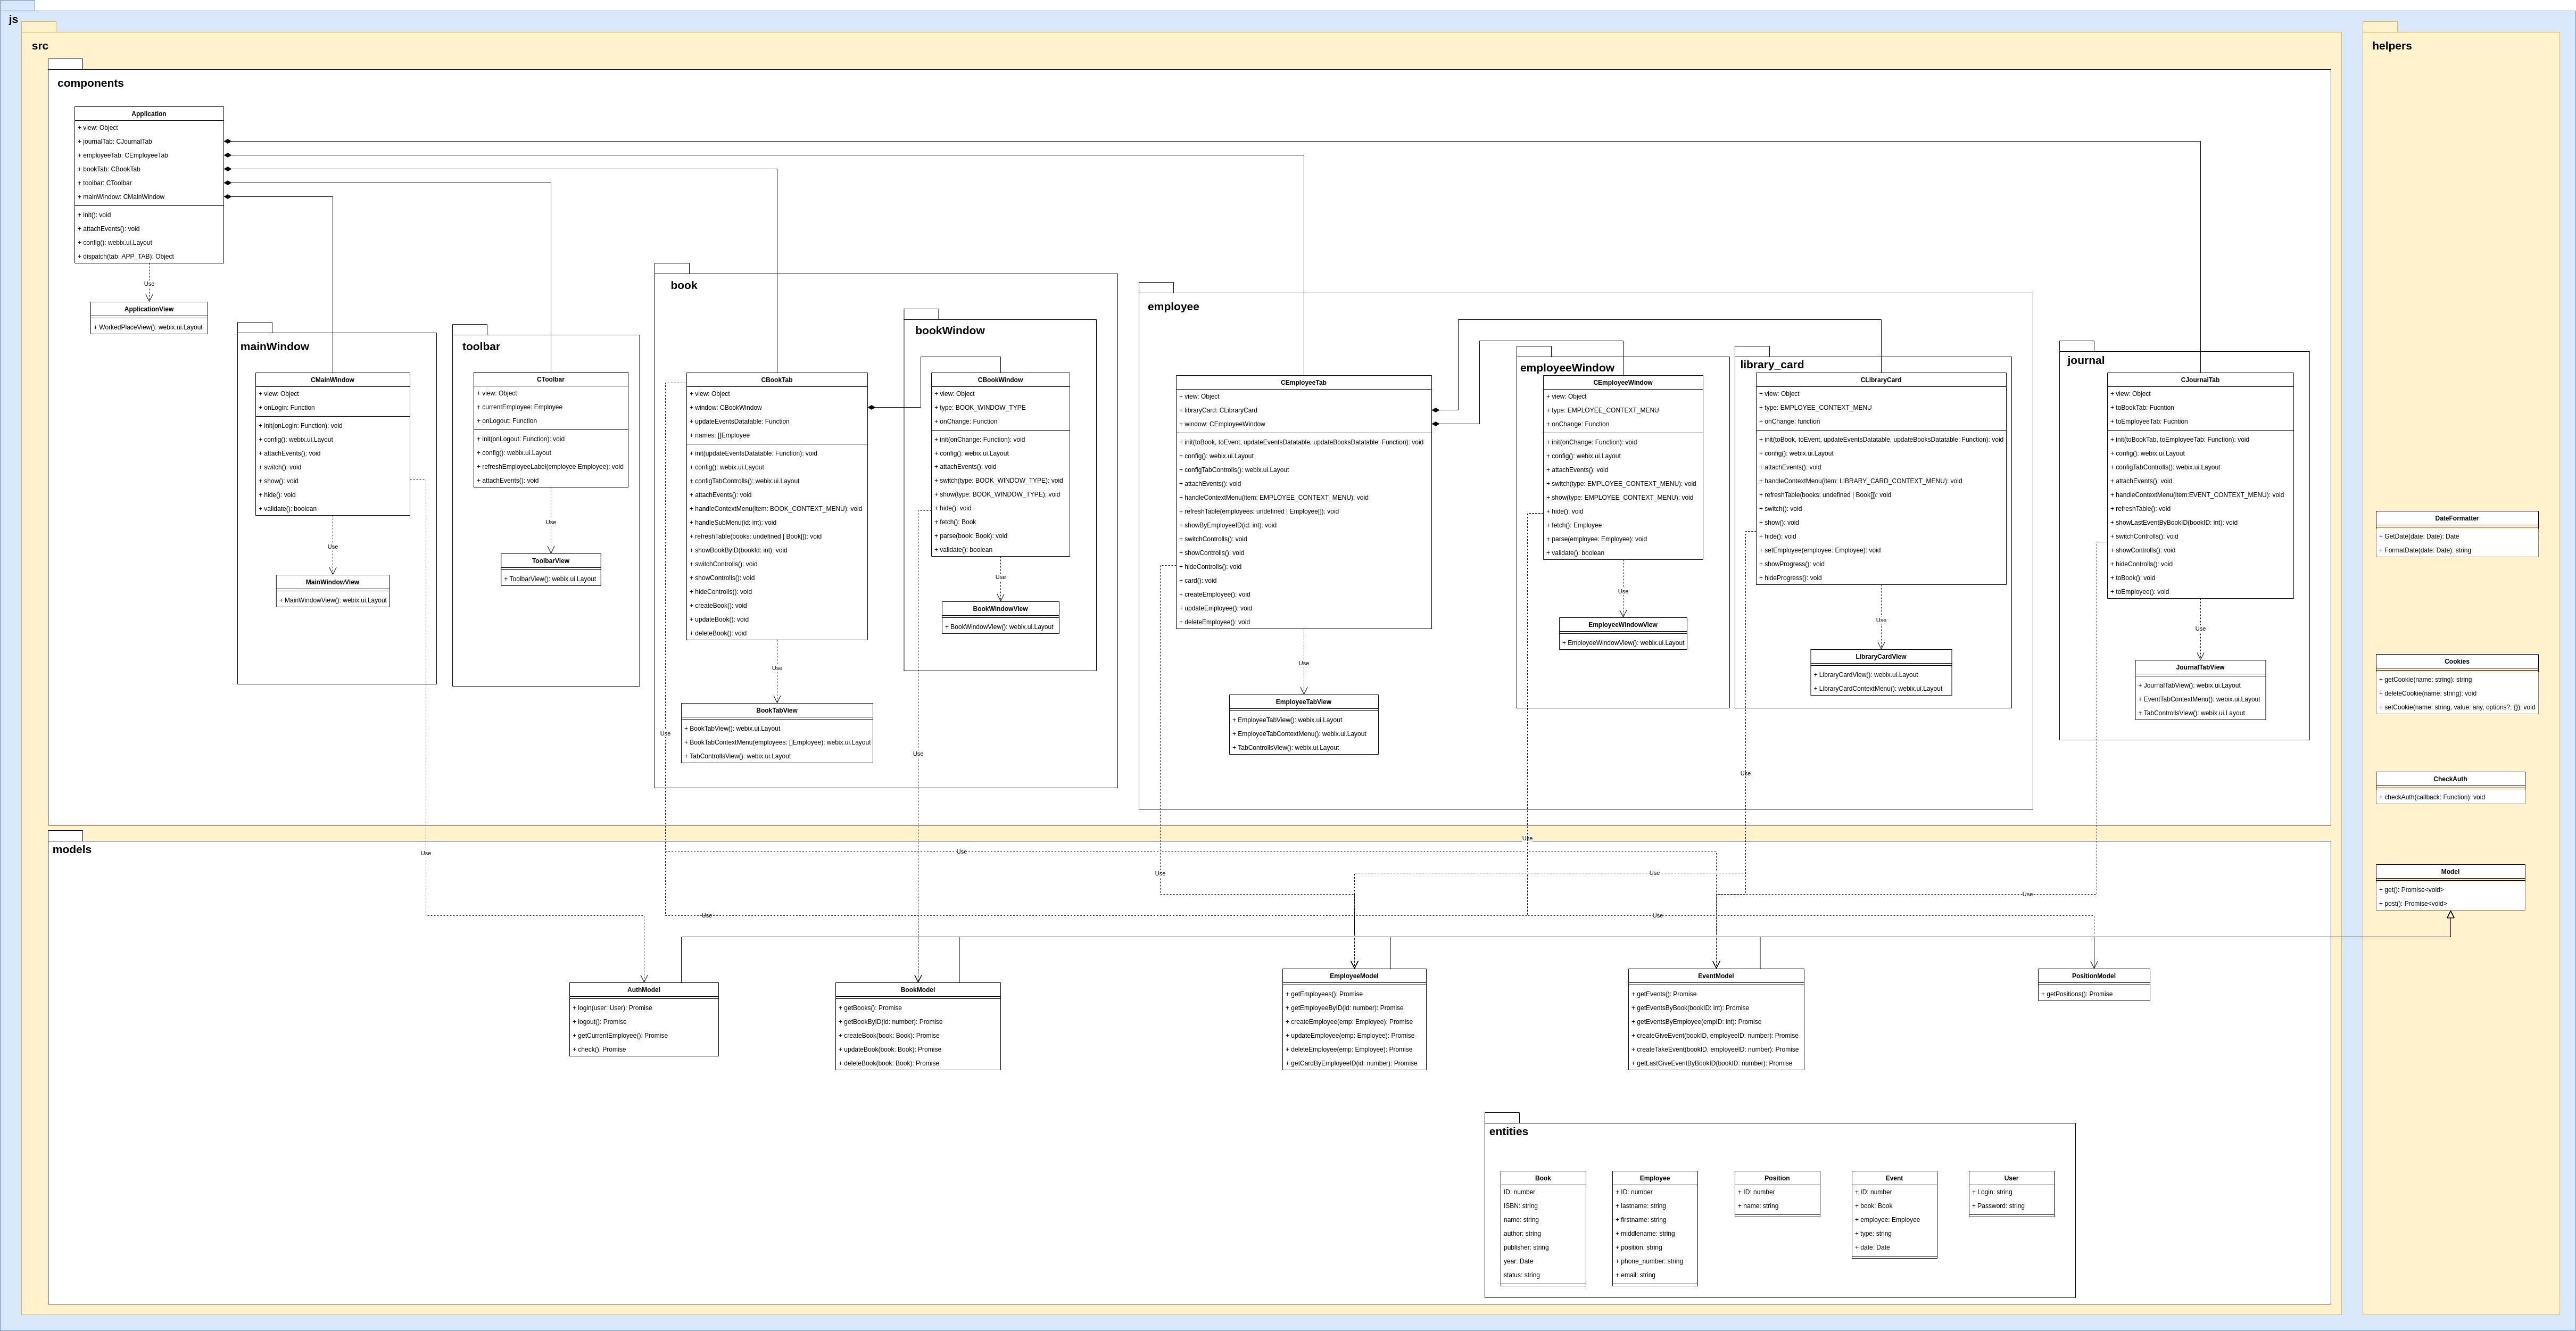 js
src
components
Application
+ view: Object
+ journalTab: CJournalTab
+ employeeTab: CEmployeeTab
+ bookTab: CBookTab
+ toolbar: CToolbar
+ mainWindow: CMainWindow
+ init(): void
+ attachEvents(): void
+ config(): webix.ui.Layout
+ dispatch(tab: APP_TAB): Object
Use
ApplicationView
+ WorkedPlaceView(): webix.ui.Layout
mainWindow
CMainWindow
+ view: Object
+ onLogin: Function
+ init(onLogin: Function): void
+ config(): webix.ui.Layout
+ attachEvents(): void
+ switch(): void
+ show(): void
+ hide(): void
+ validate(): boolean
Use
MainWindowView
+ MainWindowView(): webix.ui.Layout
toolbar
CToolbar
+ view: Object
+ currentEmployee: Employee
+ onLogout: Function
+ init(onLogout: Function): void
+ config(): webix.ui.Layout
+ refreshEmployeeLabel(employee Employee): void
+ attachEvents(): void
Use
ToolbarView
+ ToolbarView(): webix.ui.Layout
book
CBookTab
+ view: Object
+ window: CBookWindow
+ updateEventsDatatable: Function
+ names: []Employee
+ init(updateEventsDatatable: Function): void
+ config(): webix.ui.Layout
+ configTabControlls(): webix.ui.Layout
+ attachEvents(): void
+ handleContextMenu(item: BOOK_CONTEXT_MENU): void
+ handleSubMenu(id: int): void
+ refreshTable(books: undefined | Book[]): void
+ showBookByID(bookId: int): void
+ switchControlls(): void
+ showControlls(): void
+ hideControlls(): void
+ createBook(): void
+ updateBook(): void
+ deleteBook(): void
Use
BookTabView
+ BookTabView(): webix.ui.Layout
+ BookTabContextMenu(employees: []Employee): webix.ui.Layout
+ TabControllsView(): webix.ui.Layout
bookWindow
CBookWindow
+ view: Object
+ type: BOOK_WINDOW_TYPE
+ onChange: Function
+ init(onChange: Function): void
+ config(): webix.ui.Layout
+ attachEvents(): void
+ switch(type: BOOK_WINDOW_TYPE): void
+ show(type: BOOK_WINDOW_TYPE): void
+ hide(): void
+ fetch(): Book
+ parse(book: Book): void
+ validate(): boolean
Use
BookWindowView
+ BookWindowView(): webix.ui.Layout
employee
CEmployeeTab
+ view: Object
+ libraryCard: CLibraryCard
+ window: CEmployeeWindow
+ init(toBook, toEvent, updateEventsDatatable, updateBooksDatatable: Function): void
+ config(): webix.ui.Layout
+ configTabControlls(): webix.ui.Layout
+ attachEvents(): void
+ handleContextMenu(item: EMPLOYEE_CONTEXT_MENU): void
+ refreshTable(employees: undefined | Employee[]): void
+ showByEmployeeID(id: int): void
+ switchControlls(): void
+ showControlls(): void
+ hideControlls(): void
+ card(): void
+ createEmployee(): void
+ updateEmployee(): void
+ deleteEmployee(): void
Use
EmployeeTabView
+ EmployeeTabView(): webix.ui.Layout
+ EmployeeTabContextMenu(): webix.ui.Layout
+ TabControllsView(): webix.ui.Layout
employeeWindow
CEmployeeWindow
+ view: Object
+ type: EMPLOYEE_CONTEXT_MENU
+ onChange: Function
+ init(onChange: Function): void
+ config(): webix.ui.Layout
+ attachEvents(): void
+ switch(type: EMPLOYEE_CONTEXT_MENU): void
+ show(type: EMPLOYEE_CONTEXT_MENU): void
+ hide(): void
+ fetch(): Employee
+ parse(employee: Employee): void
+ validate(): boolean
Use
EmployeeWindowView
+ EmployeeWindowView(): webix.ui.Layout
library_card
CLibraryCard
+ view: Object
+ type: EMPLOYEE_CONTEXT_MENU
+ onChange: function
+ init(toBook, toEvent, updateEventsDatatable, updateBooksDatatable: Function): void
+ config(): webix.ui.Layout
+ attachEvents(): void
+ handleContextMenu(item: LIBRARY_CARD_CONTEXT_MENU): void
+ refreshTable(books: undefined | Book[]): void
+ switch(): void
+ show(): void
+ hide(): void
+ setEmployee(employee: Employee): void
+ showProgress(): void
+ hideProgress(): void
Use
LibraryCardView
+ LibraryCardView(): webix.ui.Layout
+ LibraryCardContextMenu(): webix.ui.Layout
journal
CJournalTab
+ view: Object
+ toBookTab: Fucntion
+ toEmployeeTab: Fucntion
+ init(toBookTab, toEmployeeTab: Function): void
+ config(): webix.ui.Layout
+ configTabControlls(): webix.ui.Layout
+ attachEvents(): void
+ handleContextMenu(item:EVENT_CONTEXT_MENU): void
+ refreshTable(): void
+ showLastEventByBookID(bookID: int): void
+ switchControlls(): void
+ showControlls(): void
+ hideControlls(): void
+ toBook(): void
+ toEmployee(): void
Use
JournalTabView
+ JournalTabView(): webix.ui.Layout
+ EventTabContextMenu(): webix.ui.Layout
+ TabControllsView(): webix.ui.Layout
Use
Use
Use
Use
models
Use
Use
Use
Use
Use
Use
Use
AuthModel
+ login(user: User): Promise
+ logout(): Promise
+ getCurrentEmployee(): Promise
+ check(): Promise
BookModel
+ getBooks(): Promise
+ getBookByID(id: number): Promise
+ createBook(book: Book): Promise
+ updateBook(book: Book): Promise
+ deleteBook(book: Book): Promise
EmployeeModel
+ getEmployees(): Promise
+ getEmployeeByID(id: number): Promise
+ createEmployee(emp: Employee): Promise
+ updateEmployee(emp: Employee): Promise
+ deleteEmployee(emp: Employee): Promise
+ getCardByEmployeeID(id: number): Promise
EventModel
+ getEvents(): Promise
+ getEventsByBook(bookID: int): Promise
+ getEventsByEmployee(empID: int): Promise
+ createGiveEvent(bookID, employeeID: number): Promise
+ createTakeEvent(bookID, employeeID: number): Promise
+ getLastGiveEventByBookID(bookID: number): Promise
PositionModel
+ getPositions(): Promise
entities
Book
ID: number
ISBN: string
name: string
author: string
publisher: string
year: Date
status: string
Employee
+ ID: number
+ lastname: string
+ firstname: string
+ middlename: string
+ position: string
+ phone_number: string
+ email: string
Position
+ ID: number
+ name: string
Event
+ ID: number
+ book: Book
+ employee: Employee
+ type: string
+ date: Date
User
+ Login: string
+ Password: string
helpers
DateFormatter
+ GetDate(date: Date): Date
+ FormatDate(date: Date): string
Cookies
+ getCookie(name: string): string
+ deleteCookie(name: string): void
+ setCookie(name: string, value: any, options?: {}): void
CheckAuth
+ checkAuth(callback: Function): void
Model
+ get(): Promise<void>
+ post(): Promise<void>